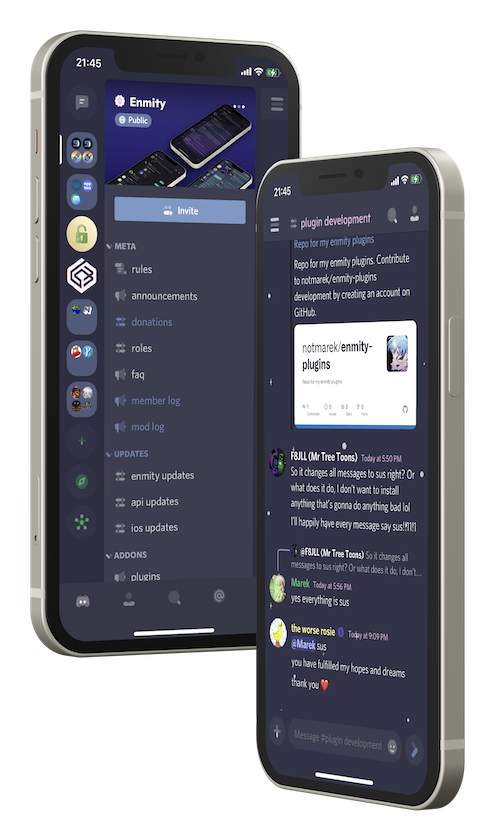 21:45
Enmity
Public
Invite
META
rules
announcements
donations
roles
faq
member log
mod log
UPDATES
enmity updates
api updates
ios updates
ADDONS
plugins
21:45
plugin development
Repo for my enmity plugins
Repo for my enmity plugins. Contribute
to notmarek/enmity-plugins
development by creating an account on
GitHub.
notmarek/enmity-
plugins
Repo for my enmity plugins
F8JLL (Mr Tree Toons) Today at 5:50 PM
So it changes all messages to sus right? Or
what does it do, I don't want to install
anything that's gonna do anything bad lol
I'll happily have every message say sus!!1!1
@F8JLL (Mr Tree Toons) So it changes all
messages to sus right? Or what does it do, I don't...
Marek Today at 5:56 PM
yes everything is sus
the worse rosie Today at 9:09 PM
@Marek sus
you have fulfilled my hopes and dreams
thank you ❤️
Message #plugin development